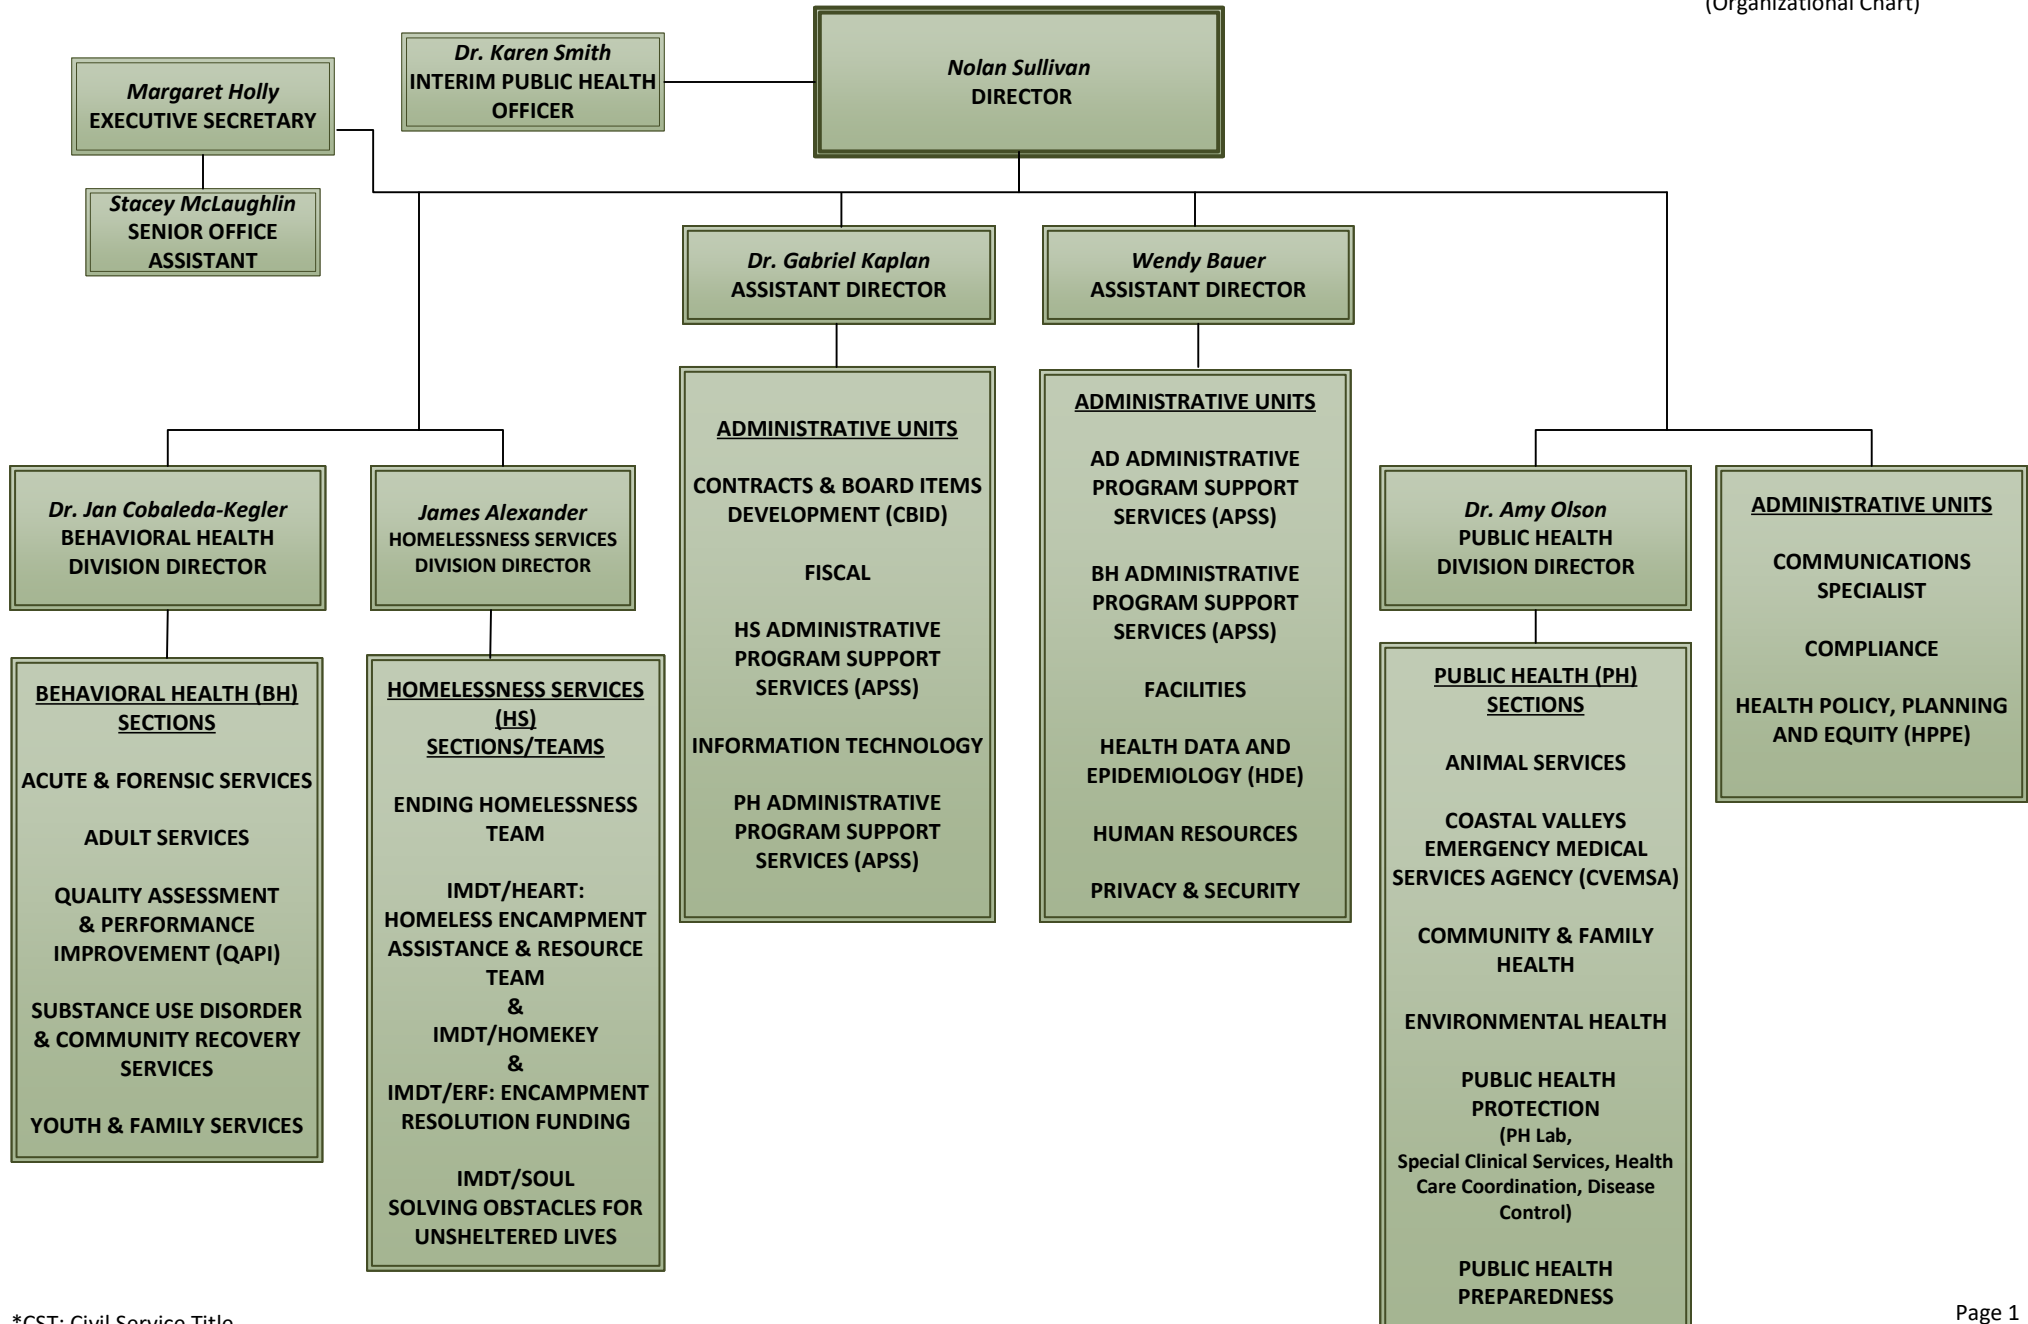 (Organizational Chart)
Dr. Karen Smith
INTERIM PUBLIC HEALTH
OFFICER
Nolan Sullivan
DIRECTOR
Margaret Holly
EXECUTIVE SECRETARY
Stacey McLaughlin
SENIOR OFFICE
ASSISTANT
Dr. Gabriel Kaplan
ASSISTANT DIRECTOR
Wendy Bauer
ASSISTANT DIRECTOR
Dr. Jan Cobaleda-Kegler
BEHAVIORAL HEALTH
DIVISION DIRECTOR
James Alexander
HOMELESSNESS SERVICES
DIVISION DIRECTOR
ADMINISTRATIVE UNITS
CONTRACTS & BOARD ITEMS
DEVELOPMENT (CBID)
FISCAL
HS ADMINISTRATIVE
PROGRAM SUPPORT
SERVICES (APSS)
INFORMATION TECHNOLOGY
PH ADMINISTRATIVE
PROGRAM SUPPORT
SERVICES (APSS)
ADMINISTRATIVE UNITS
AD ADMINISTRATIVE
PROGRAM SUPPORT
SERVICES (APSS)
BH ADMINISTRATIVE
PROGRAM SUPPORT
SERVICES (APSS)
FACILITIES
HEALTH DATA AND
EPIDEMIOLOGY (HDE)
HUMAN RESOURCES
PRIVACY & SECURITY
Dr. Amy Olson
PUBLIC HEALTH
DIVISION DIRECTOR
ADMINISTRATIVE UNITS
COMMUNICATIONS
SPECIALIST
COMPLIANCE
HEALTH POLICY, PLANNING
AND EQUITY (HPPE)
BEHAVIORAL HEALTH (BH)
SECTIONS
ACUTE & FORENSIC SERVICES
ADULT SERVICES
QUALITY ASSESSMENT
& PERFORMANCE
IMPROVEMENT (QAPI)
SUBSTANCE USE DISORDER
& COMMUNITY RECOVERY
SERVICES
YOUTH & FAMILY SERVICES
HOMELESSNESS SERVICES
(HS)
SECTIONS/TEAMS
ENDING HOMELESSNESS
TEAM
IMDT/HEART:
HOMELESS ENCAMPMENT
ASSISTANCE & RESOURCE
TEAM
&
IMDT/HOMEKEY
&
IMDT/ERF: ENCAMPMENT
RESOLUTION FUNDING
IMDT/SOUL
SOLVING OBSTACLES FOR
UNSHELTERED LIVES
PUBLIC HEALTH (PH)
SECTIONS
ANIMAL SERVICES
COASTAL VALLEYS
EMERGENCY MEDICAL
SERVICES AGENCY (CVEMSA)
COMMUNITY & FAMILY
HEALTH
ENVIRONMENTAL HEALTH
PUBLIC HEALTH
PROTECTION
(PH Lab,
Special Clinical Services, Health
Care Coordination, Disease
Control)
PUBLIC HEALTH
PREPAREDNESS
*CST: Civil Service Title
Page 1